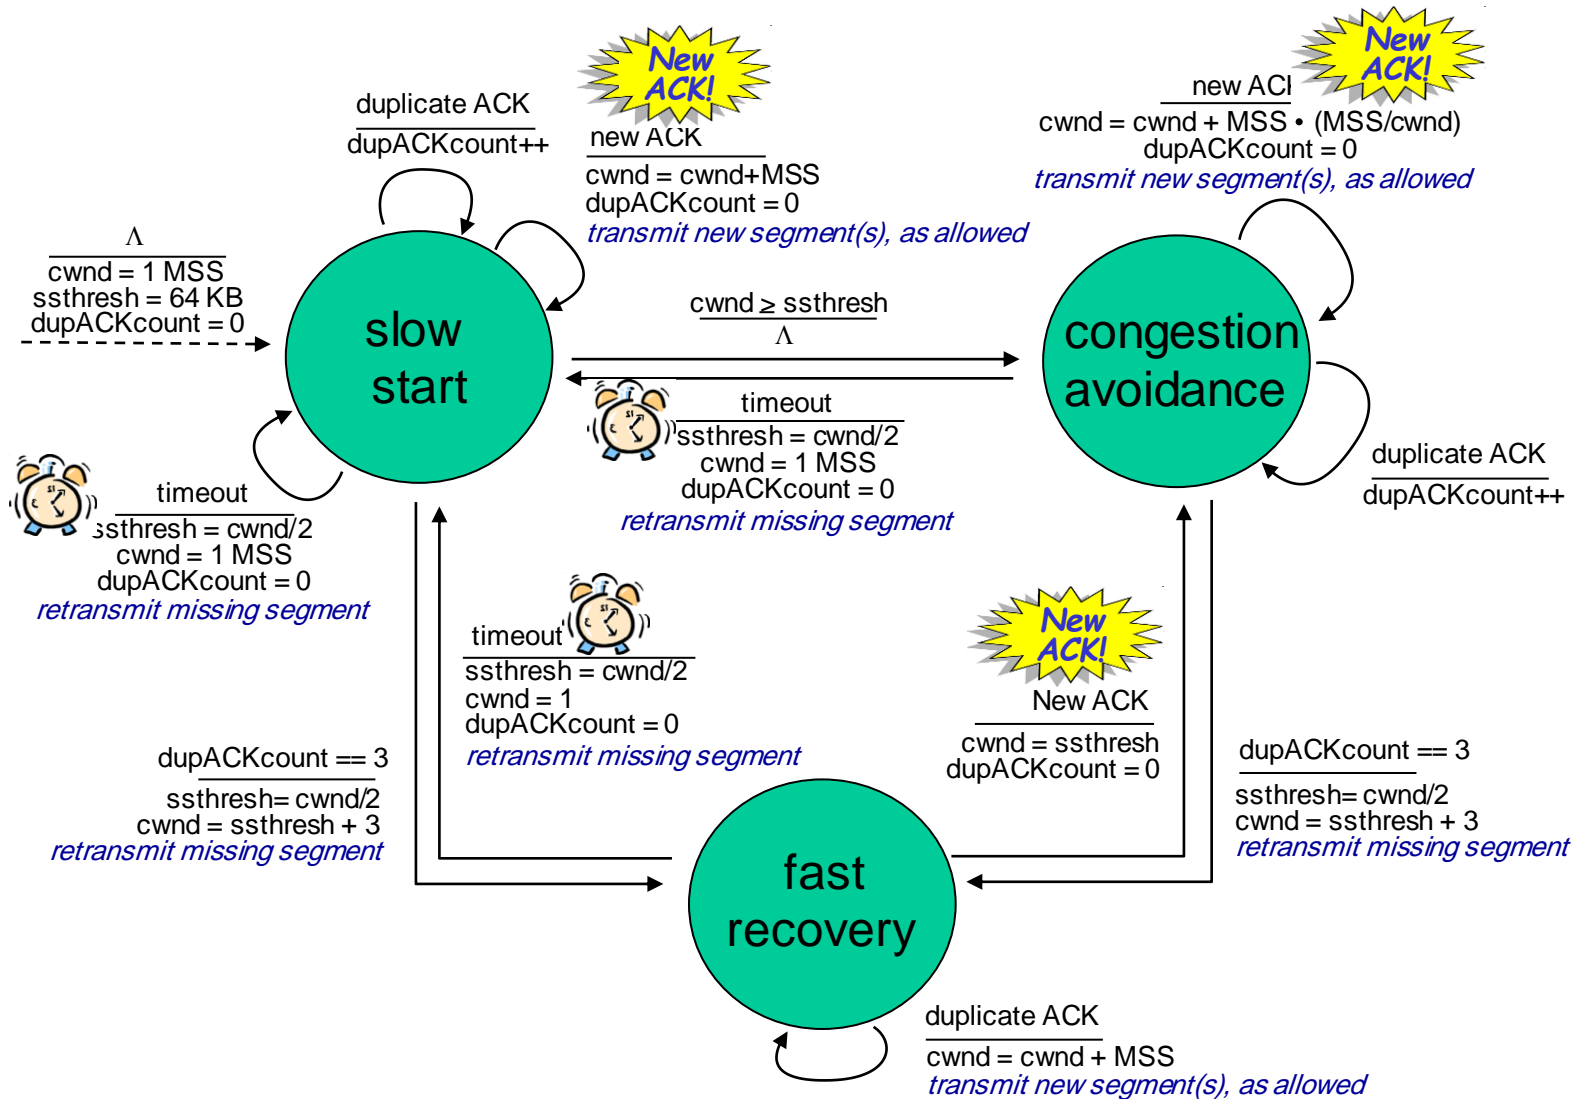 New
ACK!
duplicate ACK
dupACKcount++
new ACK
cwnd = cwnd+MSS
dupACKcount = 0
transmit new segment(s), as allowed
New
ACK!
new ACK
cwnd = cwnd + MSS • (MSS/cwnd)
dupACKcount = 0
transmit new segment(s), as allowed
Λ
cwnd = 1 MSS
ssthresh = 64 KB
dupACKcount = 0
slow
start
cwnd ≥ ssthresh
Λ
congestion
avoidance
timeout
ssthresh = cwnd/2
cwnd = 1 MSS
dupACKcount = 0
retransmit missing segment
duplicate ACK
dupACKcount++
timeout
ssthresh = cwnd/2
cwnd = 1 MSS
dupACKcount = 0
retransmit missing segment
timeout
ssthresh = cwnd/2
cwnd = 1
dupACKcount = 0
retransmit missing segment
New
ACK!
New ACK
cwnd = ssthresh
dupACKcount = 0
dupACKcount == 3
ssthresh= cwnd/2
cwnd = ssthresh + 3
retransmit missing segment
dupACKcount == 3
ssthresh= cwnd/2
cwnd = ssthresh + 3
retransmit missing segment
fast
recovery
duplicate ACK
cwnd = cwnd + MSS
transmit new segment(s), as allowed